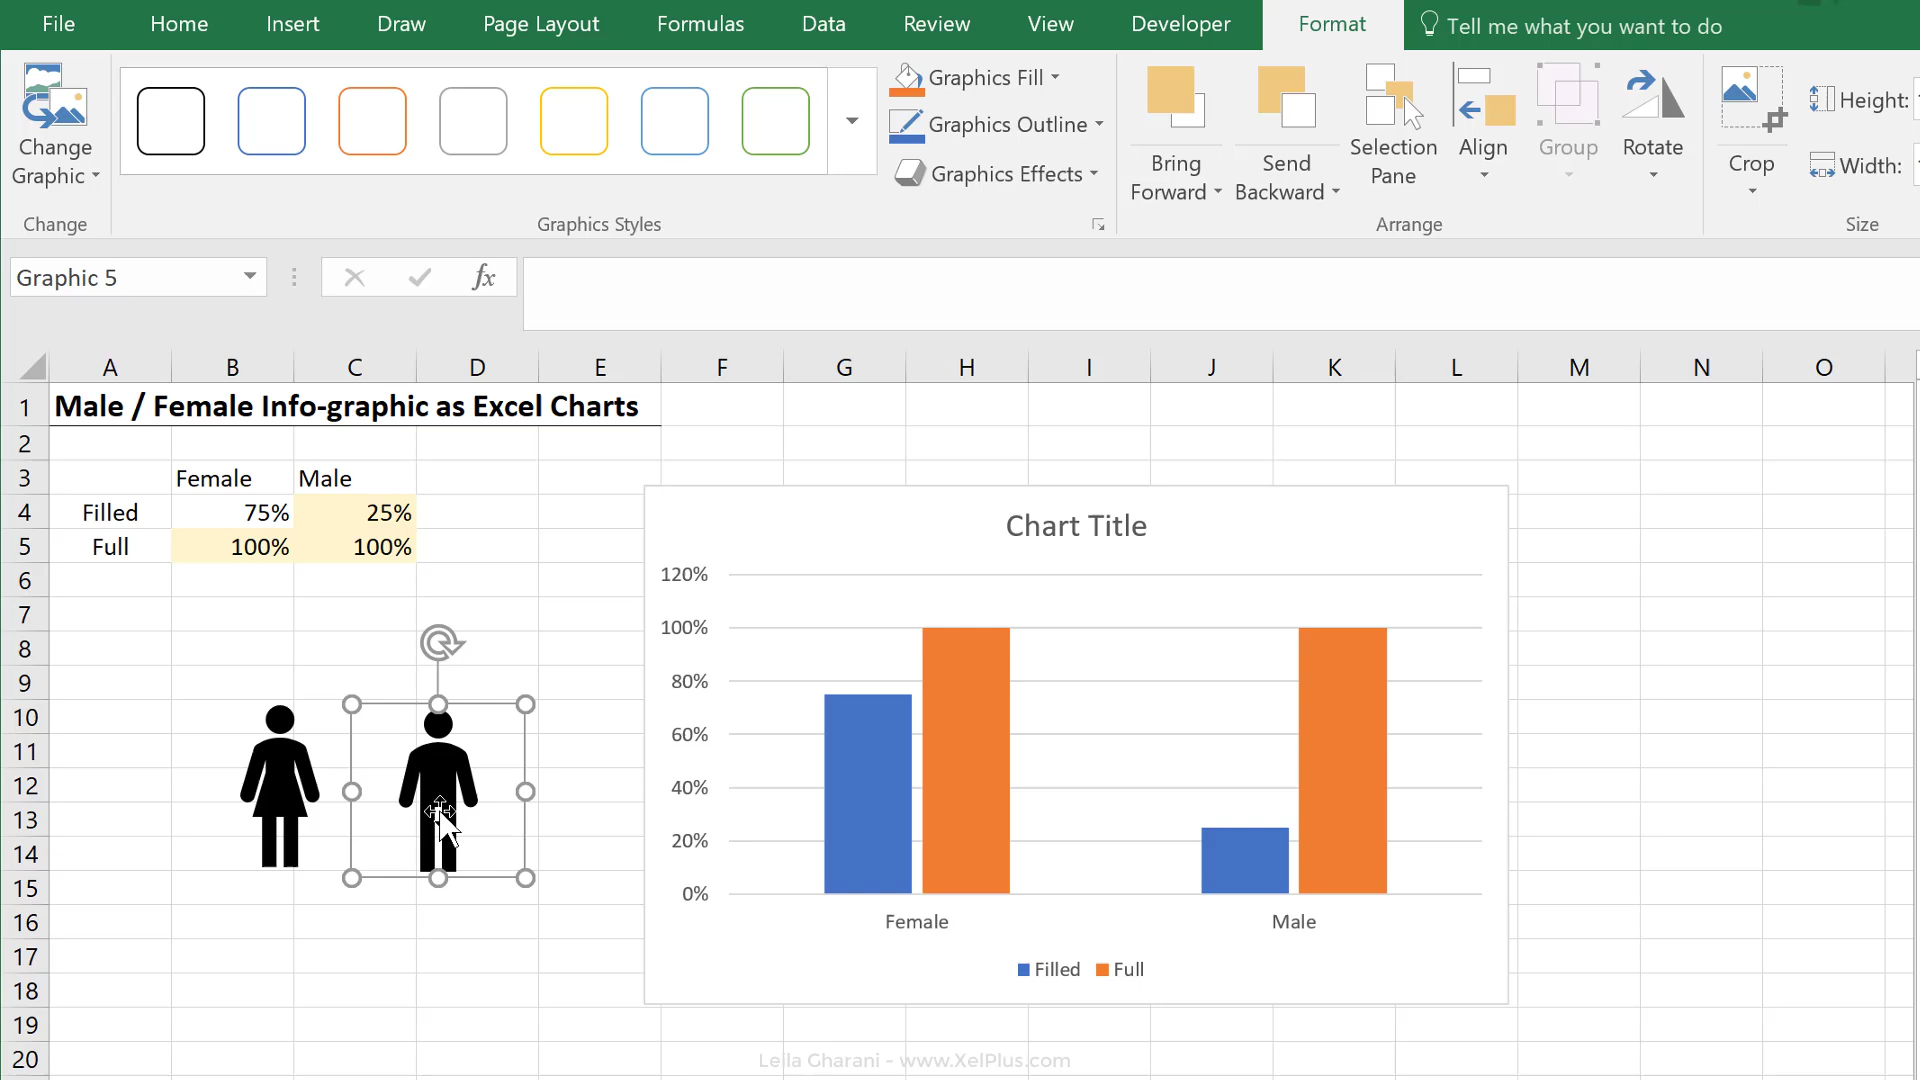 File Home Insert Draw Page Layout Formulas Data Review View Developer Format Tell me what you want to do
Change Graphic
Change
Graphics Fill
Graphics Outline
Graphics Effects
Graphics Styles
Bring Forward
Send Backward
Selection Pane
Align
Group
Rotate
Arrange
Crop
Height:
Width:
Size
Graphic 5
fx
A B C D E F G H I J K L M N O
1 Male / Female Info-graphic as Excel Charts
2
3 Female Male
4 Filled 75% 25%
5 Full 100% 100%
6
7
8
9
10
11
12
13
14
15
16
17
18
19
20
Chart Title
120%
100%
80%
60%
40%
20%
0%
Female Male
Filled Full
Leila Gharani - www.XelPlus.com